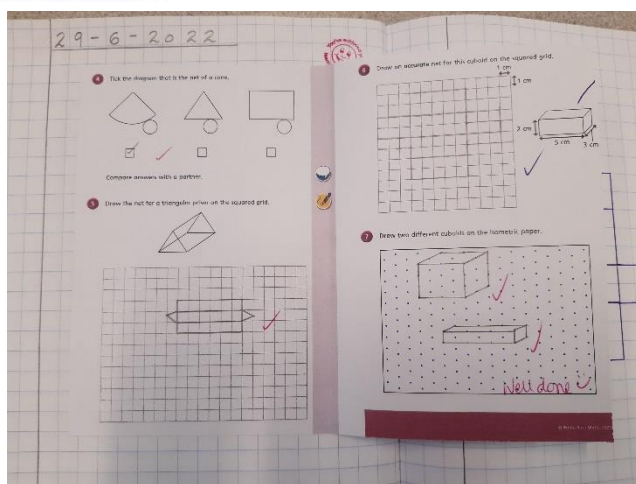 29-6-2022
4 Tick the diagram that is the net of a cone.
Compare answers with a partner.
5 Draw the net for a triangular prism on the squared grid.
6 Draw an accurate net for this cuboid on the squared grid.
1 cm
1 cm
2 cm
5 cm
3 cm
7 Draw two different cuboids on the isometric paper.
Well done